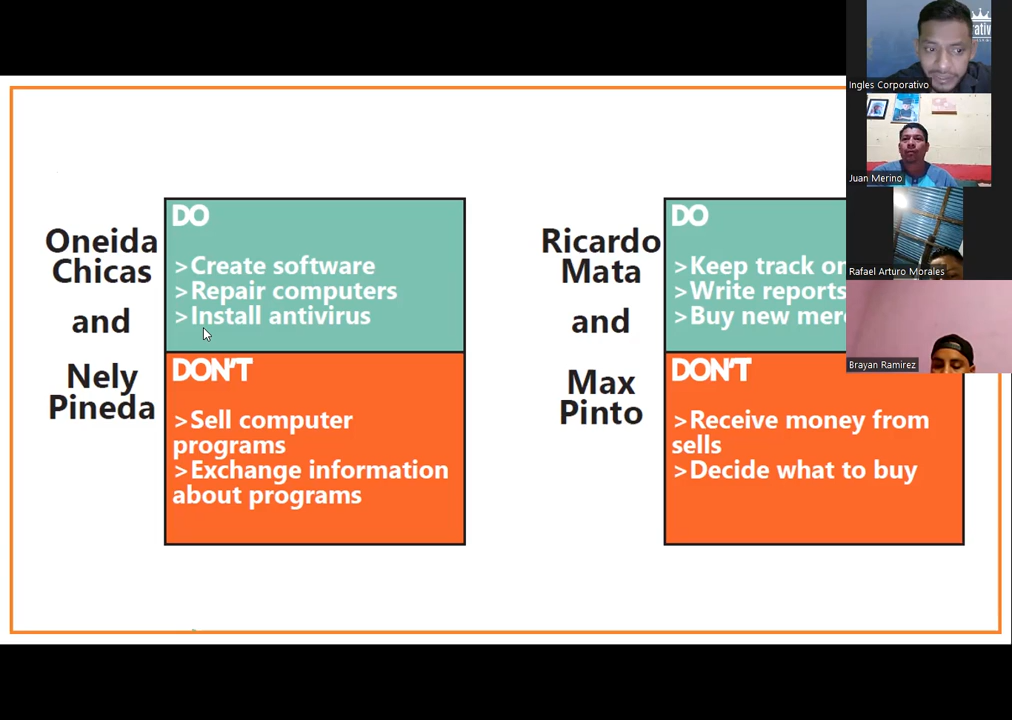 Oneida
Chicas
and
Nely
Pineda
DO
>Create software
>Repair computers
>Install antivirus
DON'T
>Sell computer
programs
>Exchange information
about programs
Ricardo
Mata
and
Max
Pinto
DO
>Keep track
>Write reports
>Buy new
DON'T
>Receive money from
sells
>Decide what to buy
Ingles Corporativo
Juan Merino
Rafael Arturo Morales
Brayan Ramirez